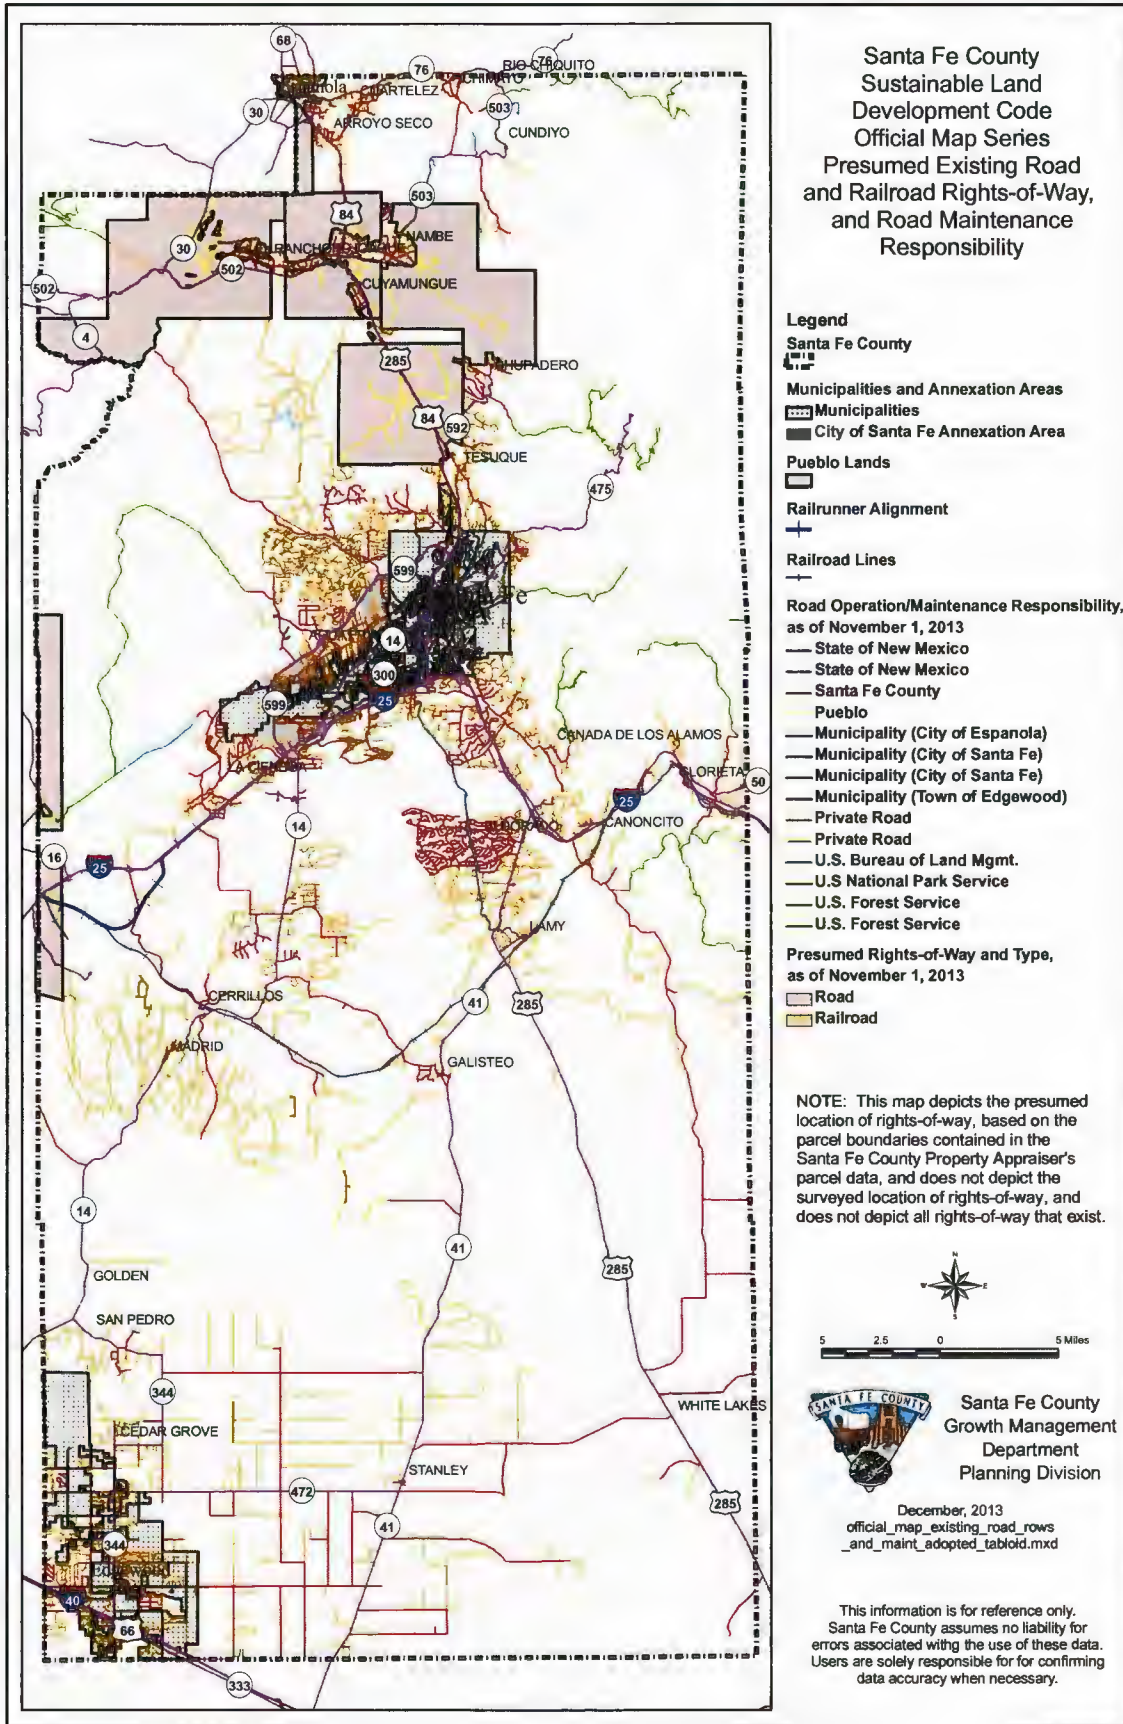 Santa Fe County
Sustainable Land
Development Code
Official Map Series
Presumed Existing Road
and Railroad Rights-of-Way,
and Road Maintenance
Responsibility
Legend
Santa Fe County
Municipalities and Annexation Areas
Municipalities
City of Santa Fe Annexation Area
Pueblo Lands
Railrunner Alignment
Railroad Lines
Road Operation/Maintenance Responsibility,
as of November 1, 2013
State of New Mexico
State of New Mexico
Santa Fe County
Pueblo
Municipality (City of Espanola)
Municipality (City of Santa Fe)
Municipality (City of Santa Fe)
Municipality (Town of Edgewood)
Private Road
Private Road
U.S. Bureau of Land Mgmt.
U.S National Park Service
U.S. Forest Service
U.S. Forest Service
Presumed Rights-of-Way and Type,
as of November 1, 2013
Road
Railroad
NOTE: This map depicts the presumed
location of rights-of-way, based on the
parcel boundaries contained in the
Santa Fe County Property Appraiser's
parcel data, and does not depict the
surveyed location of rights-of-way, and
does not depict all rights-of-way that exist.
N
W E
S
5 2.5 0 5 Miles
SANTA FE COUNTY
Santa Fe County
Growth Management
Department
Planning Division
December, 2013
official_map_existing_road_rows
_and_maint_adopted_tabloid.mxd
This information is for reference only.
Santa Fe County assumes no liability for
errors associated withg the use of these data.
Users are solely responsible for for confirming
data accuracy when necessary.
68
76
RIO CHIQUITO
76
CHIMAYO
CUARTELEZ
30
503
ARROYO SECO
CUNDIYO
503
84
NAMBE
30
502
CUYAMUNGUE
502
4
285
CHUPADERO
84
592
TESUQUE
475
599
Fe
14
300
599
25
CANADA DE LOS ALAMOS
LA CIENEGA
GLORIETA
50
25
14
ELDORADO
CANONCITO
16
25
LAMY
CERRILLOS
41
285
MADRID
GALISTEO
14
41
285
GOLDEN
SAN PEDRO
344
WHITE LAKES
CEDAR GROVE
STANLEY
472
285
41
344
40
66
333